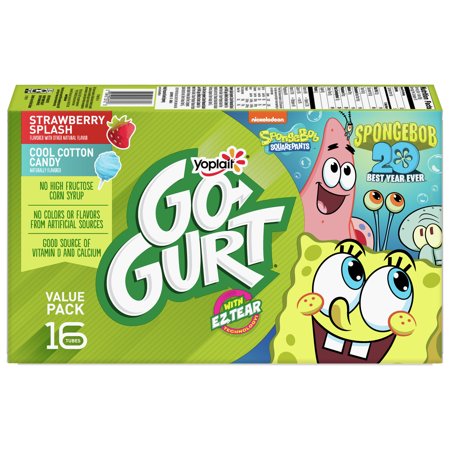 STRAWBERRY
SPLASH
FLAVORED WITH OTHER NATURAL FLAVOR
COOL COTTON
CANDY
NATURALLY FLAVORED
NO HIGH FRUCTOSE
CORN SYRUP
NO COLORS OR FLAVORS
FROM ARTIFICIAL SOURCES
GOOD SOURCE OF
VITAMIN D AND CALCIUM
VALUE
PACK
16
TUBES
Yoplait
GO
GURT
WITH
EZ TEAR
TECHNOLOGY!
nickelodeon
SpongeBob
SQUAREPANTS
SPONGEBOB
20
BEST YEAR EVER